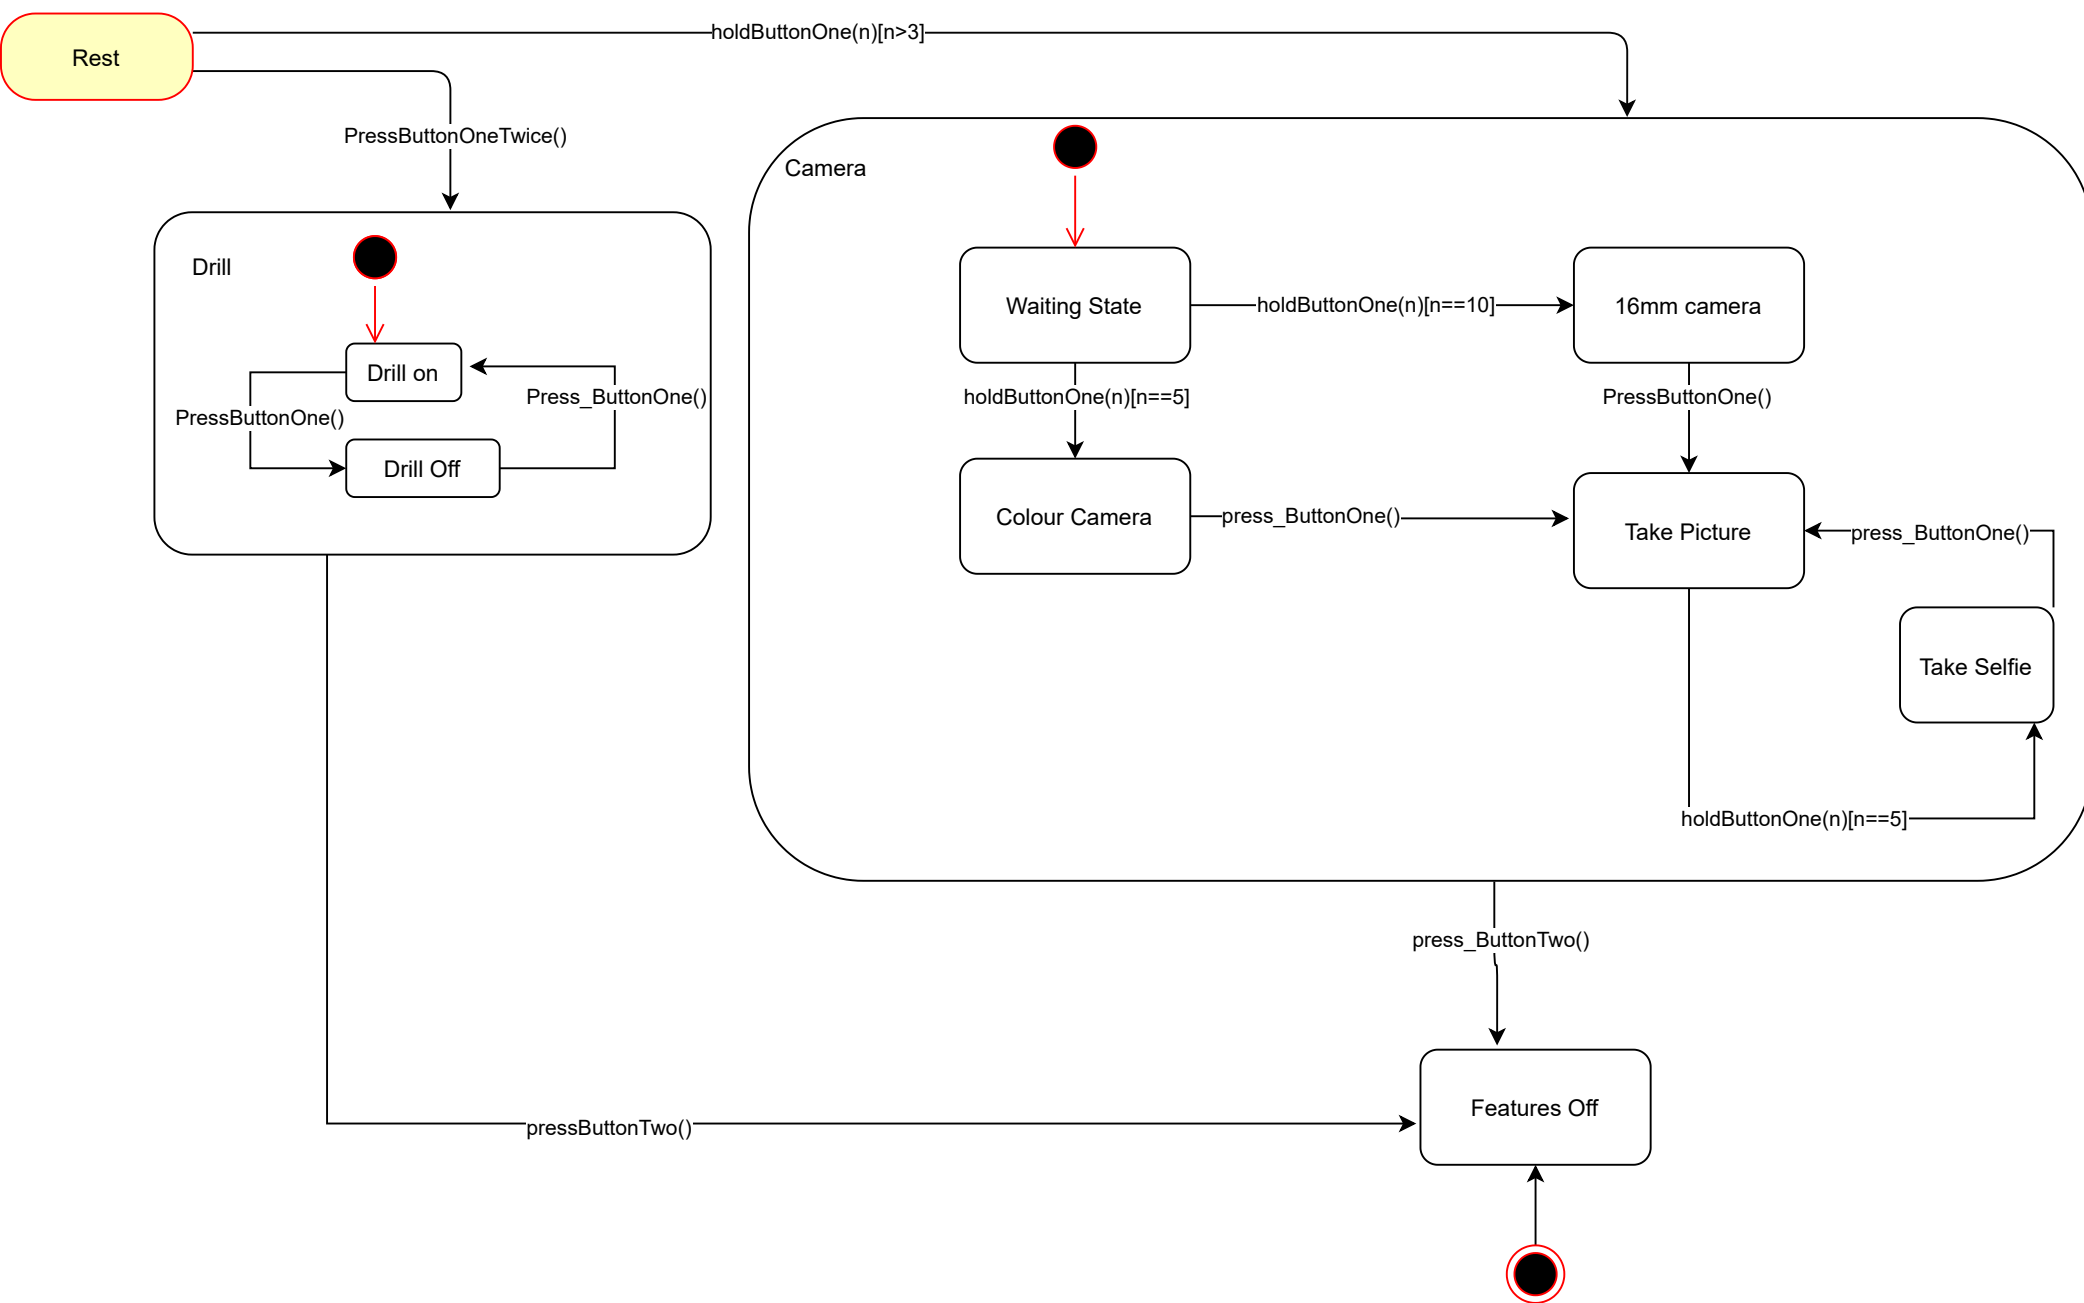 holdButtonOne(n)[n>3]
Rest
PressButtonOneTwice()
Camera
Drill
Waiting State
holdButtonOne(n)[n==10]
16mm camera
Drill on
Press_ButtonOne()
holdButtonOne(n)[n==5]
PressButtonOne()
PressButtonOne()
Drill Off
Colour Camera
press_ButtonOne()
Take Picture
press_ButtonOne()
Take Selfie
holdButtonOne(n)[n==5]
press_ButtonTwo()
Features Off
pressButtonTwo()